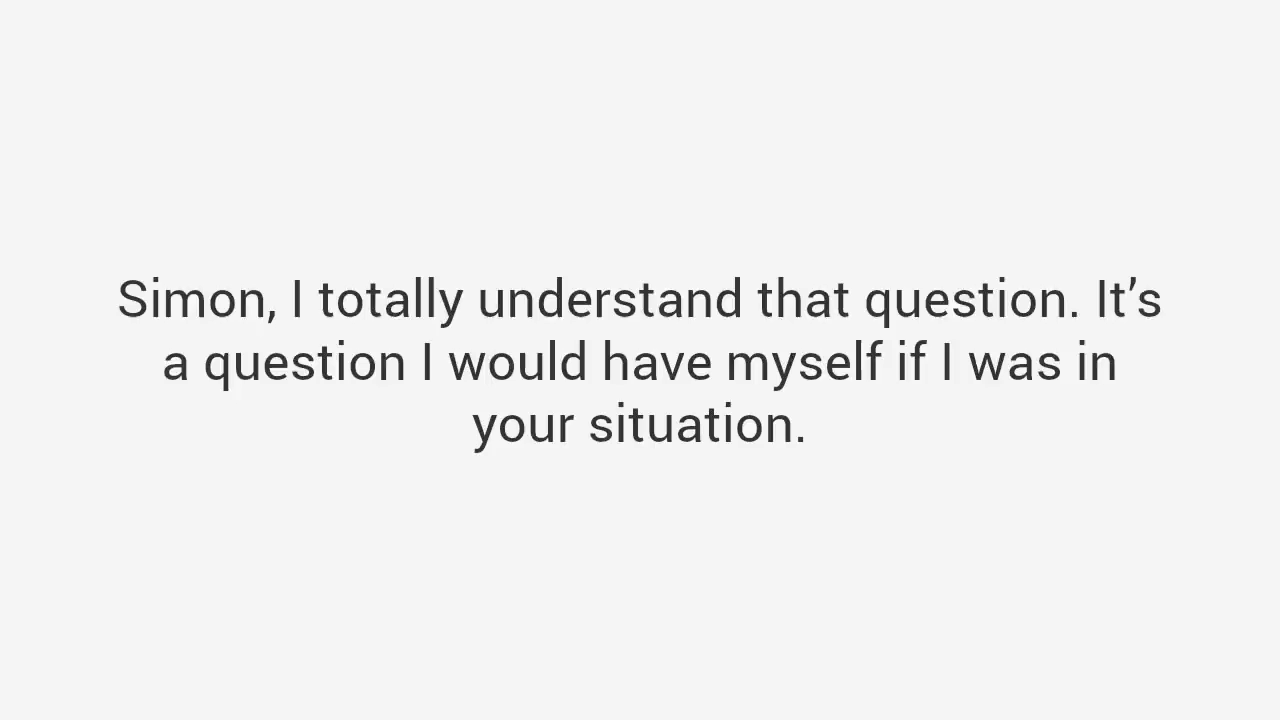 Simon, I totally understand that question. It’s
a question I would have myself if I was in
your situation.